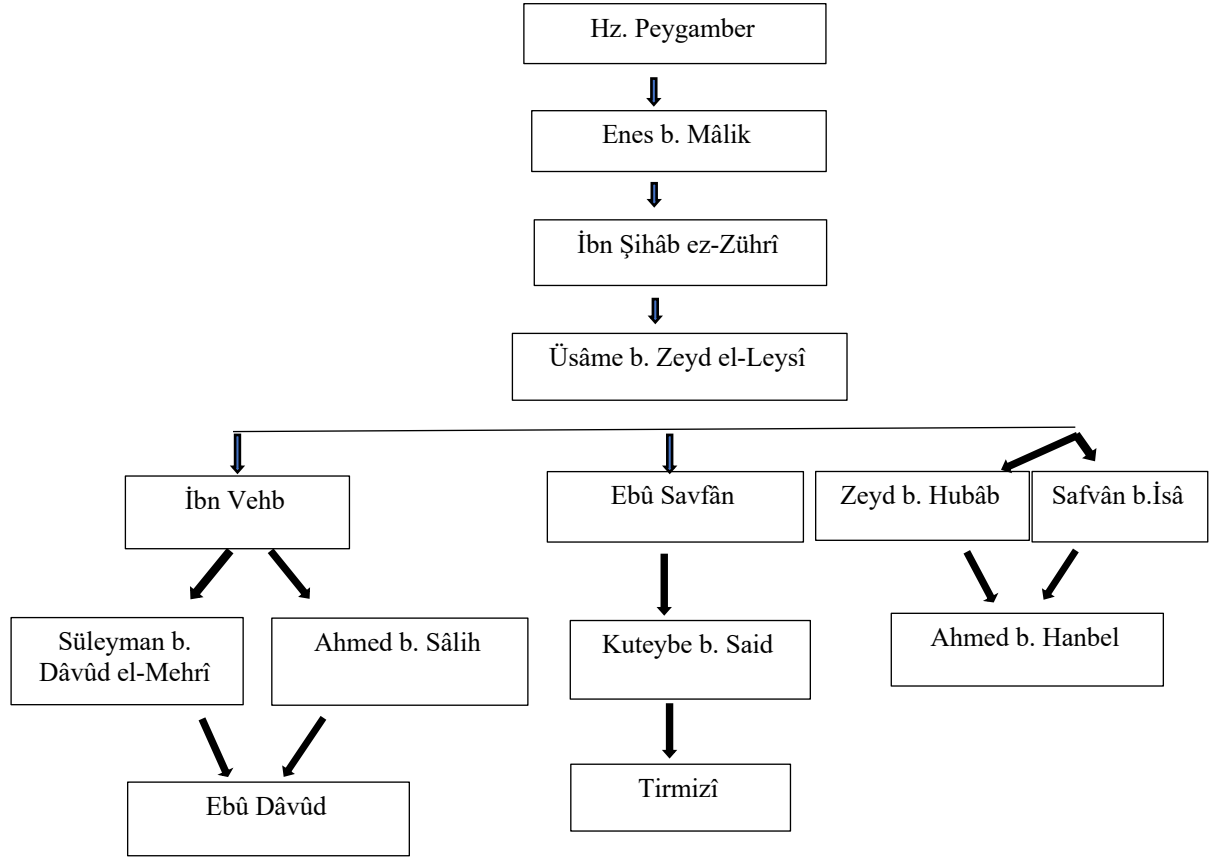 Hz. Peygamber
Enes b. Mâlik
İbn Şihâb ez-Zührî
Üsâme b. Zeyd el-Leysî
İbn Vehb
Ebû Savfân
Zeyd b. Hubâb
Safvân b.İsâ
Süleyman b.
Dâvûd el-Mehrî
Ahmed b. Sâlih
Kuteybe b. Said
Ahmed b. Hanbel
Ebû Dâvûd
Tirmizî